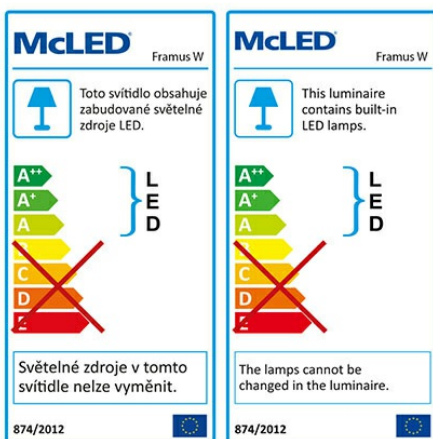 McLED®
Framus W
Toto svítidlo obsahuje
zabudované světelné
zdroje LED.
A++
A+
A
B
C
D
E
L
E
D
Světelné zdroje v tomto
svítidle nelze vyměnit.
874/2012
McLED®
Framus W
This luminaire
contains built-in
LED lamps.
A++
A+
A
B
C
D
E
L
E
D
The lamps cannot be
changed in the luminaire.
874/2012